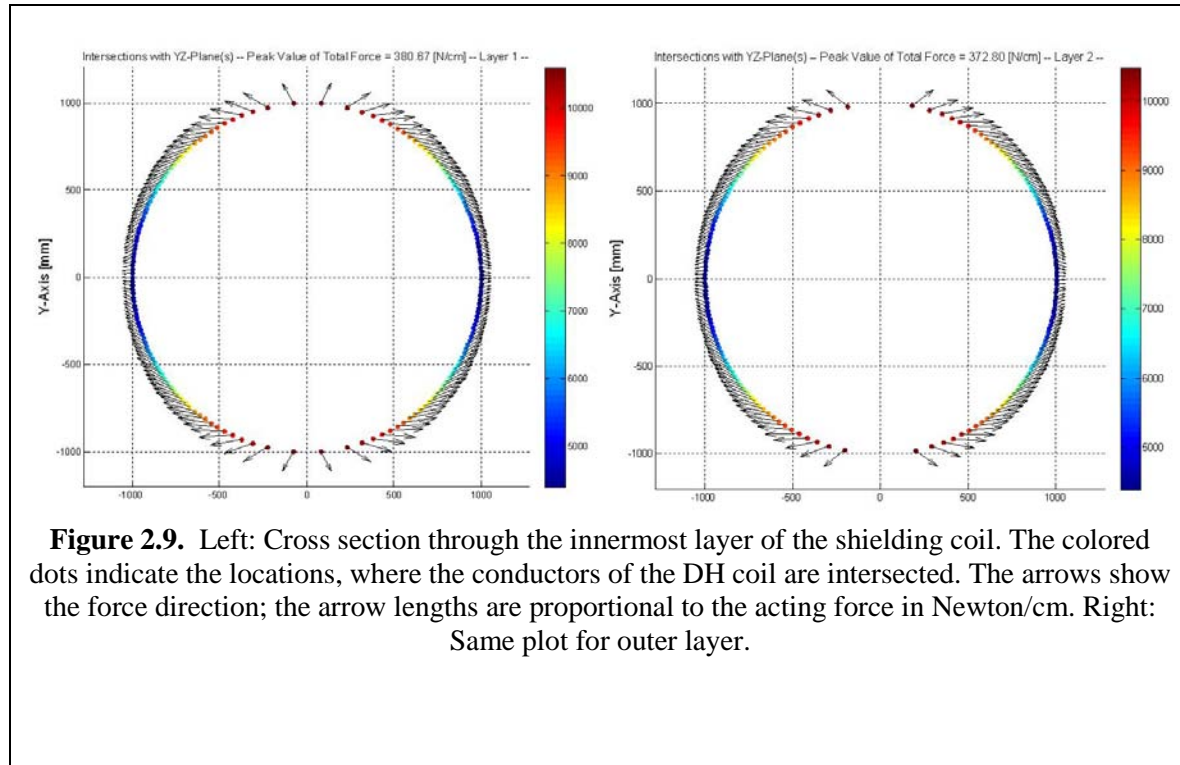 Intersections with YZ-Plane(s) -- Peak Value of Total Force = 380.67 [N/cm] -- Layer 1 --
1000
500
0
-500
-1000
Y-Axis [mm]
-1000 -500 0 500 1000
10000
9000
8000
7000
6000
5000
Intersections with YZ-Plane(s) -- Peak Value of Total Force = 372.80 [N/cm] -- Layer 2 --
1000
500
0
-500
-1000
Y-Axis [mm]
-1000 -500 0 500 1000
10000
9000
8000
7000
6000
5000
Figure 2.9. Left: Cross section through the innermost layer of the shielding coil. The colored
dots indicate the locations, where the conductors of the DH coil are intersected. The arrows show
the force direction; the arrow lengths are proportional to the acting force in Newton/cm. Right:
Same plot for outer layer.